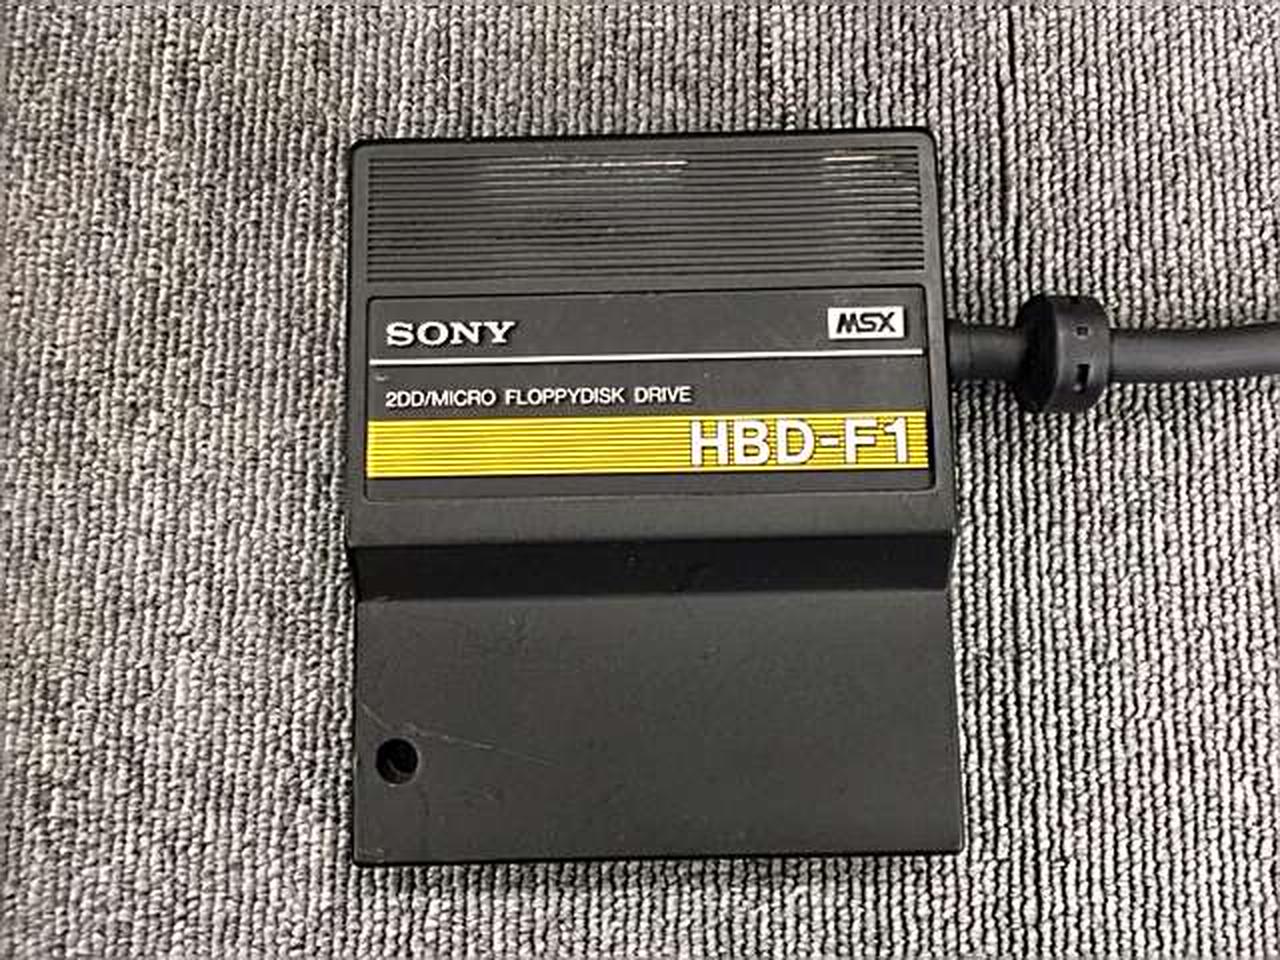 SONY
MSX
2DD/MICRO FLOPPYDISK DRIVE
HBD-F1